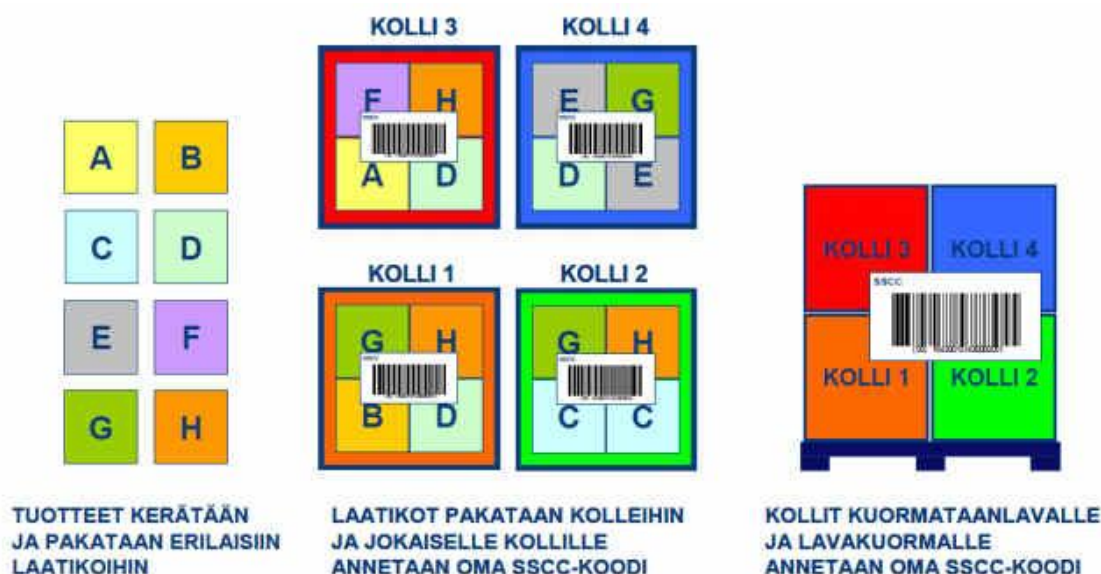 KOLLI 3 KOLLI 4
F H E G
A D D E
A B
C D
E F
G H
KOLLI 1 KOLLI 2
G H G H
B D C C
KOLLI 3 KOLLI 4
SSCC
KOLLI 1 KOLLI 2
TUOTTEET KERÄTÄÄN
JA PAKATAAN ERILAISIIN
LAATIKOIHIN
LAATIKOT PAKATAAN KOLLEIHIN
JA JOKAISELLE KOLLILLE
ANNETAAN OMA SSCC-KOODI
KOLLIT KUORMATAANLAVALLE
JA LAVAKUORMALLE
ANNETAAN OMA SSCC-KOODI